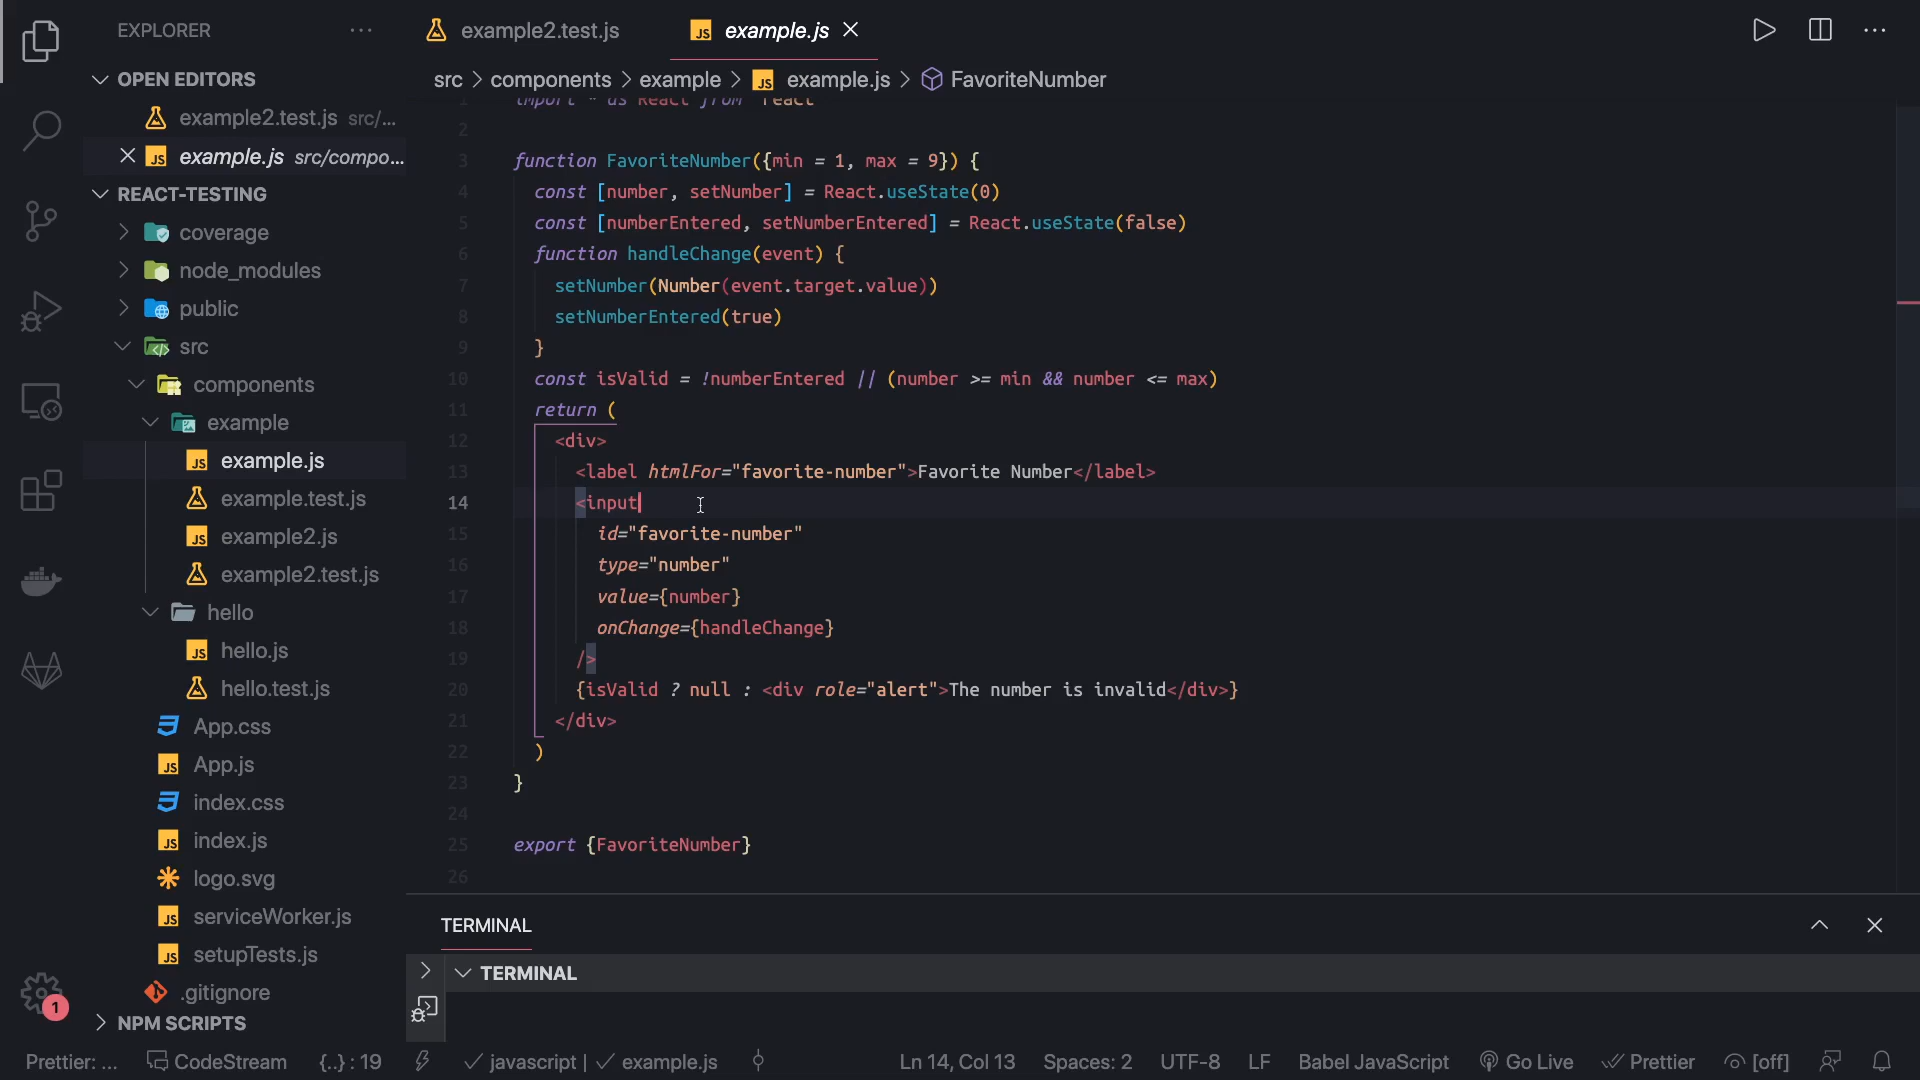 EXPLORER
OPEN EDITORS
example2.test.js src/...
example.js src/compo...
REACT-TESTING
coverage
node_modules
public
src
components
example
example.js
example.test.js
example2.js
example2.test.js
hello
hello.js
hello.test.js
App.css
App.js
index.css
index.js
logo.svg
serviceWorker.js
setupTests.js
.gitignore
NPM SCRIPTS
1
example2.test.js
example.js
src > components > example > JS example.js > FavoriteNumber
1 import * as React from 'react'
2
3 function FavoriteNumber({min = 1, max = 9}) {
4 const [number, setNumber] = React.useState(0)
5 const [numberEntered, setNumberEntered] = React.useState(false)
6 function handleChange(event) {
7 setNumber(Number(event.target.value))
8 setNumberEntered(true)
9 }
10 const isValid = !numberEntered || (number >= min && number <= max)
11 return (
12 <div>
13 <label htmlFor="favorite-number">Favorite Number</label>
14 <input
15 id="favorite-number"
16 type="number"
17 value={number}
18 onChange={handleChange}
19 />
20 {isValid ? null : <div role="alert">The number is invalid</div>}
21 </div>
22 )
23 }
24
25 export {FavoriteNumber}
26
TERMINAL
TERMINAL
Prettier: ... CodeStream {..} : 19 javascript | example.js Ln 14, Col 13 Spaces: 2 UTF-8 LF Babel JavaScript Go Live Prettier [off]